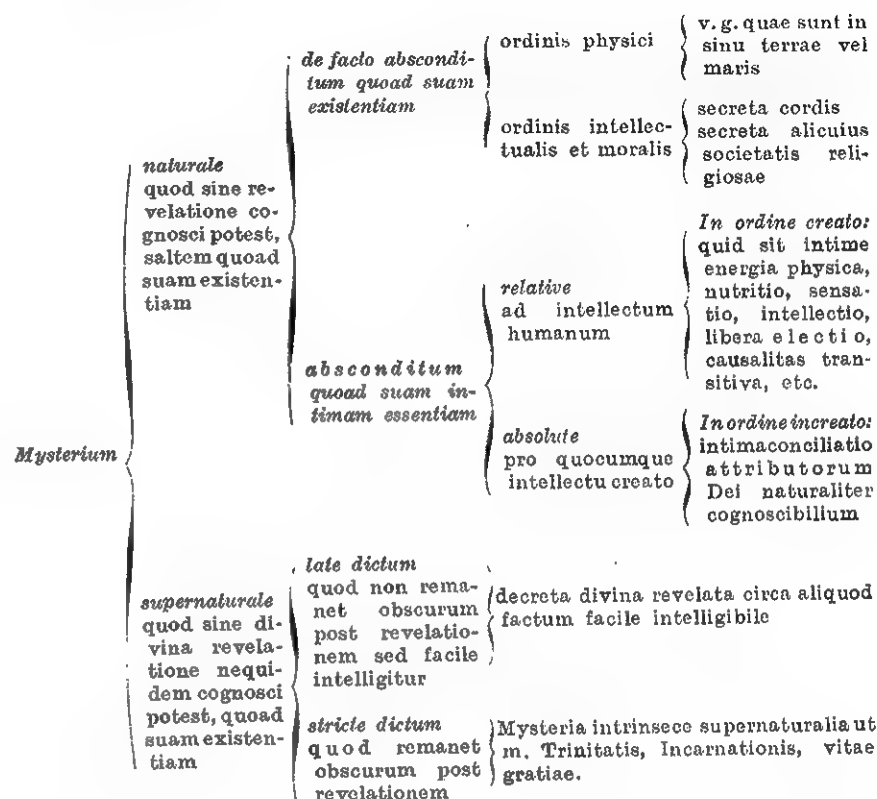 v. g. quae sunt in
sinu terrae vel
maris
ordinis physici
de facto abscondi-
tum quoad suam
existentiam
ordinis intellec-
tualis et moralis
secreta cordis
secreta alicuius
societatis reli-
giosae
naturale
quod sine re-
velatione co-
gnosci potest,
saltem quoad
suam existen-
tiam
In ordine creato:
quid sit intime
energia physica,
nutritio, sensa-
tio, intellectio,
libera electio,
causalitas tran-
sitiva, etc.
relative
ad intellectum
humanum
absconditum
quoad suam in-
timam essentiam
absolute
pro quocumque
intellectu creato
In ordine increato:
intima conciliatio
attributorum
Dei naturaliter
cognoscibilium
Mysterium
supernaturale
quod sine di-
vina revela-
tione nequi-
dem cognosci
potest, quoad
suam existen-
tiam
late dictum
quod non rema-
net obscurum
post revelatio-
nem sed facile
intelligitur
decreta divina revelata circa aliquod
factum facile intelligibile
stricte dictum
quod remanet
obscurum post
revelationem
Mysteria intrinsece supernaturalia ut
m. Trinitatis, Incarnationis, vitae
gratiae.